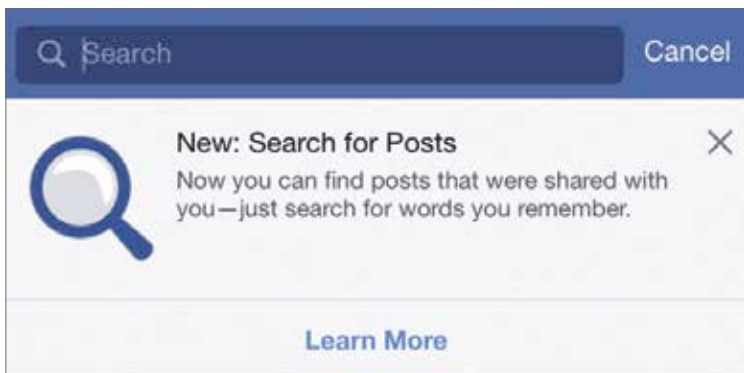 Search
Cancel
New: Search for Posts
Now you can find posts that were shared with
you—just search for words you remember.
Learn More